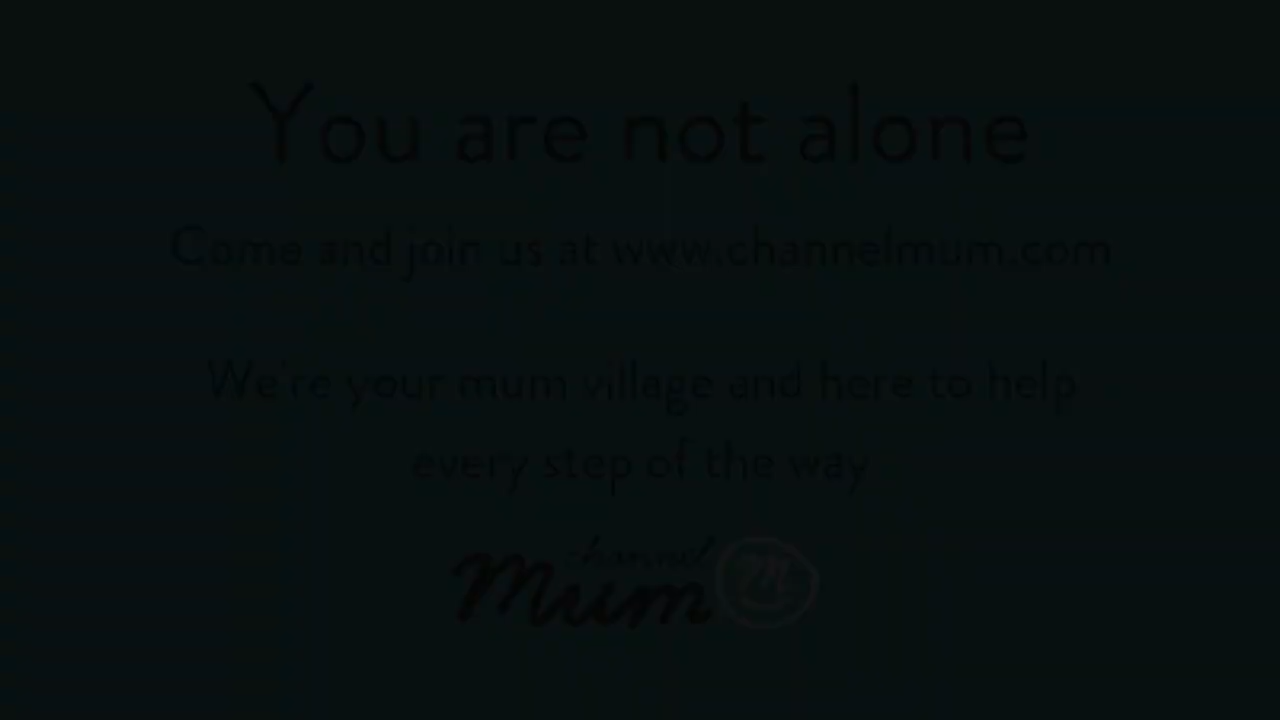 You are not alone
Come and join us at www.channelmum.com
We're your mum village and here to help
every step of the way
channel
Mum